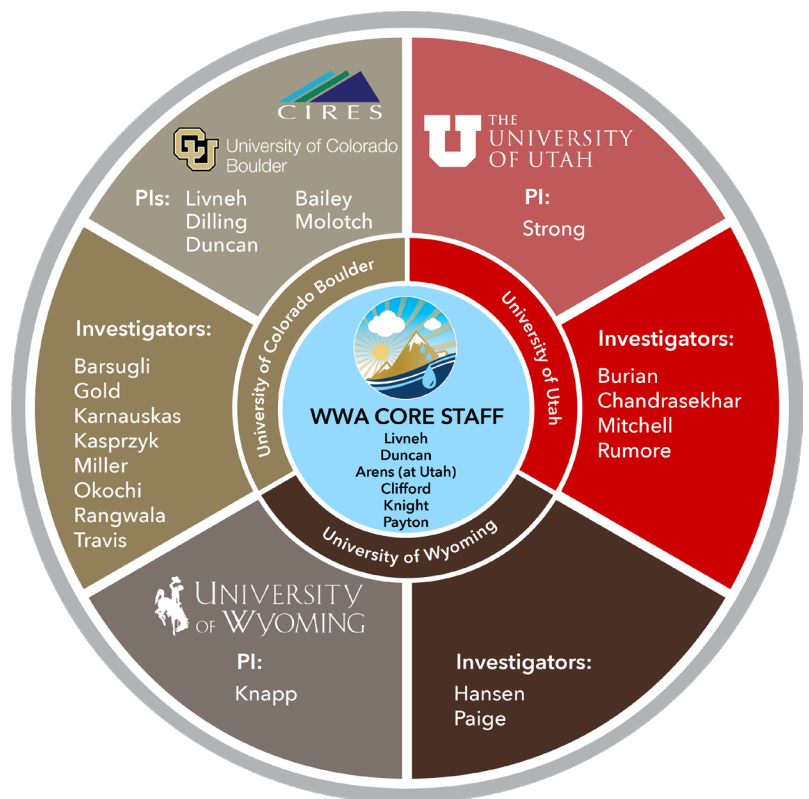 CIRES
CU
University of Colorado
Boulder
PIs: Livneh Bailey
Dilling Molotch
Duncan
U
THE
UNIVERSITY
OF UTAH
PI:
Strong
Investigators:
Barsugli
Gold
Karnauskas
Kasprzyk
Miller
Okochi
Rangwala
Travis
University of Colorado Boulder
University of Utah
University of Wyoming
WWA CORE STAFF
Livneh
Duncan
Arens (at Utah)
Clifford
Knight
Payton
Investigators:
Burian
Chandrasekhar
Mitchell
Rumore
UNIVERSITY
OF WYOMING
PI:
Knapp
Investigators:
Hansen
Paige